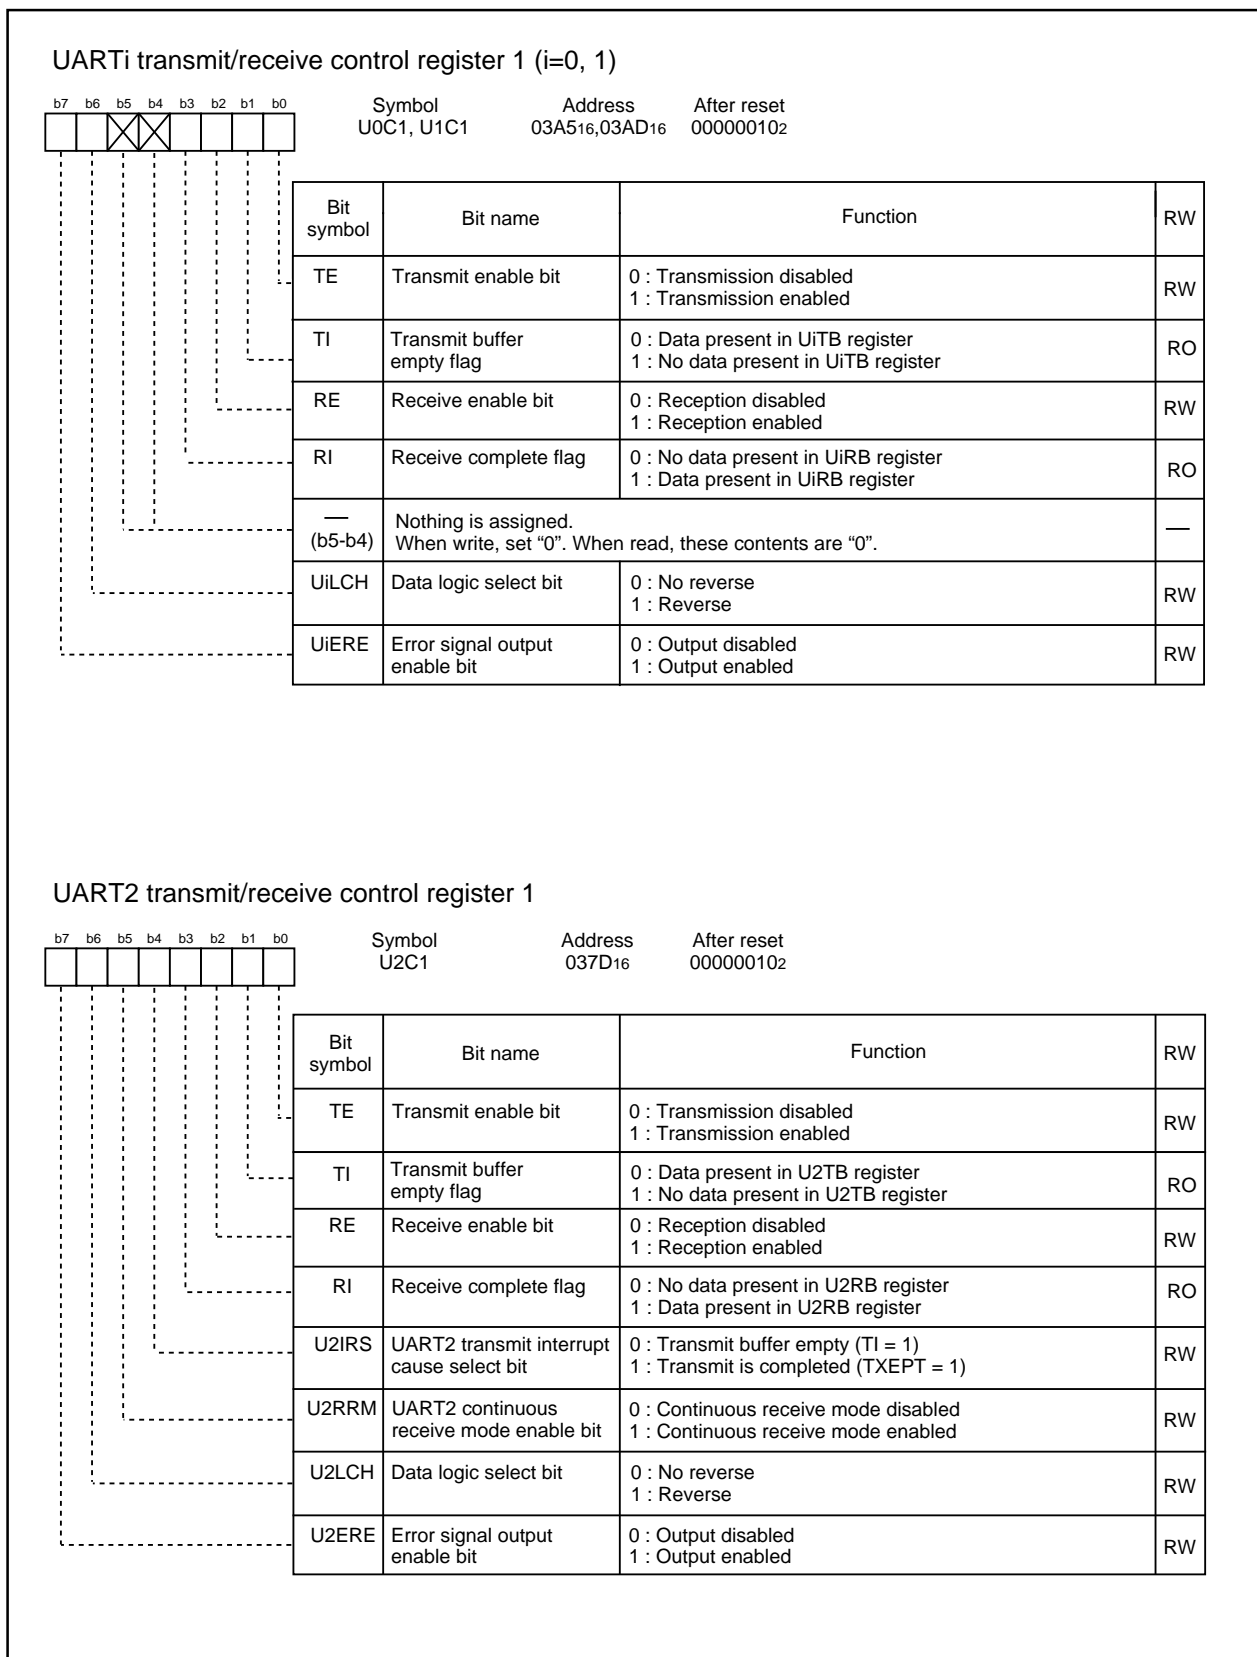 UARTi transmit/receive control register 1 (i=0, 1)
b7 b6 b5 b4 b3 b2 b1 b0
Symbol Address After reset
U0C1, U1C1 03A516,03AD16 000000102
Bit symbol Bit name Function RW
TE Transmit enable bit 0 : Transmission disabled
1 : Transmission enabled RW
TI Transmit buffer empty flag 0 : Data present in UiTB register
1 : No data present in UiTB register RO
RE Receive enable bit 0 : Reception disabled
1 : Reception enabled RW
RI Receive complete flag 0 : No data present in UiRB register
1 : Data present in UiRB register RO
— Nothing is assigned. —
(b5-b4) When write, set “0”. When read, these contents are “0”.
UiLCH Data logic select bit 0 : No reverse
1 : Reverse RW
UiERE Error signal output enable bit 0 : Output disabled
1 : Output enabled RW
UART2 transmit/receive control register 1
b7 b6 b5 b4 b3 b2 b1 b0
Symbol Address After reset
U2C1 037D16 000000102
Bit symbol Bit name Function RW
TE Transmit enable bit 0 : Transmission disabled
1 : Transmission enabled RW
TI Transmit buffer empty flag 0 : Data present in U2TB register
1 : No data present in U2TB register RO
RE Receive enable bit 0 : Reception disabled
1 : Reception enabled RW
RI Receive complete flag 0 : No data present in U2RB register
1 : Data present in U2RB register RO
U2IRS UART2 transmit interrupt cause select bit 0 : Transmit buffer empty (TI = 1)
1 : Transmit is completed (TXEPT = 1) RW
U2RRM UART2 continuous receive mode enable bit 0 : Continuous receive mode disabled
1 : Continuous receive mode enabled RW
U2LCH Data logic select bit 0 : No reverse
1 : Reverse RW
U2ERE Error signal output enable bit 0 : Output disabled
1 : Output enabled RW